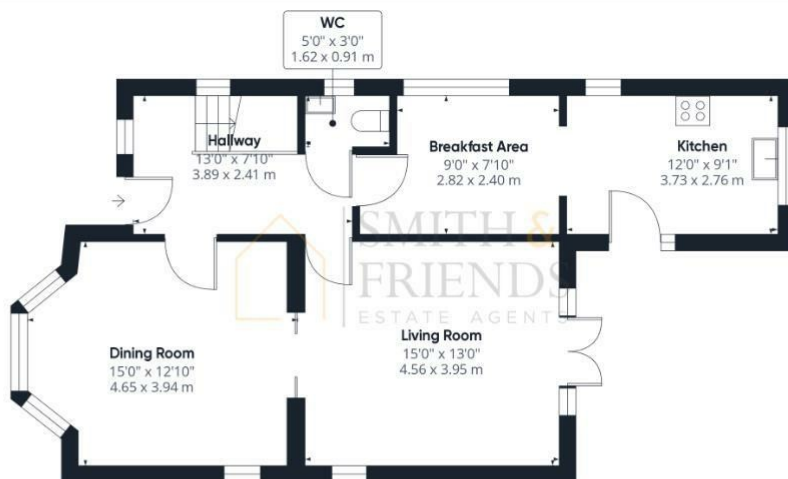 WC
5'0" x 3'0"
1.62 x 0.91 m
Hallway
13'0" x 7'10"
3.89 x 2.41 m
Breakfast Area
9'0" x 7'10"
2.82 x 2.40 m
Kitchen
12'0" x 9'1"
3.73 x 2.76 m
SMITH &
FRIENDS
ESTATE AGENTS
Dining Room
15'0" x 12'10"
4.65 x 3.94 m
Living Room
15'0" x 13'0"
4.56 x 3.95 m